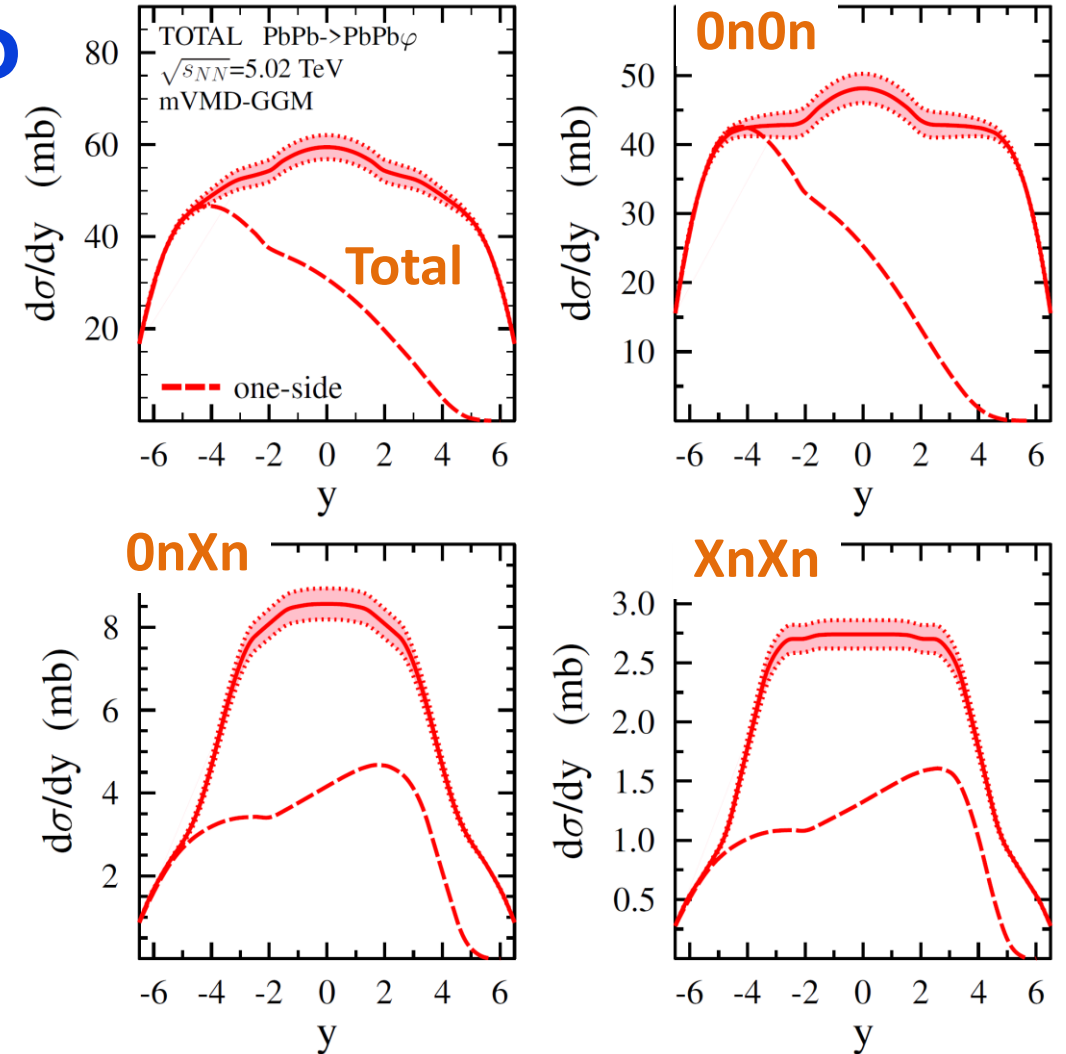 TOTAL PbPb->PbPbφ
√sNN=5.02 TeV
mVMD-GGM
Total
one-side
80
60
40
20
dσ/dy (mb)
-6 -4 -2 0 2 4 6
y
0n0n
50
40
30
20
10
dσ/dy (mb)
-6 -4 -2 0 2 4 6
y
0nXn
8
6
4
2
dσ/dy (mb)
-6 -4 -2 0 2 4 6
y
XnXn
3.0
2.5
2.0
1.5
1.0
0.5
dσ/dy (mb)
-6 -4 -2 0 2 4 6
y